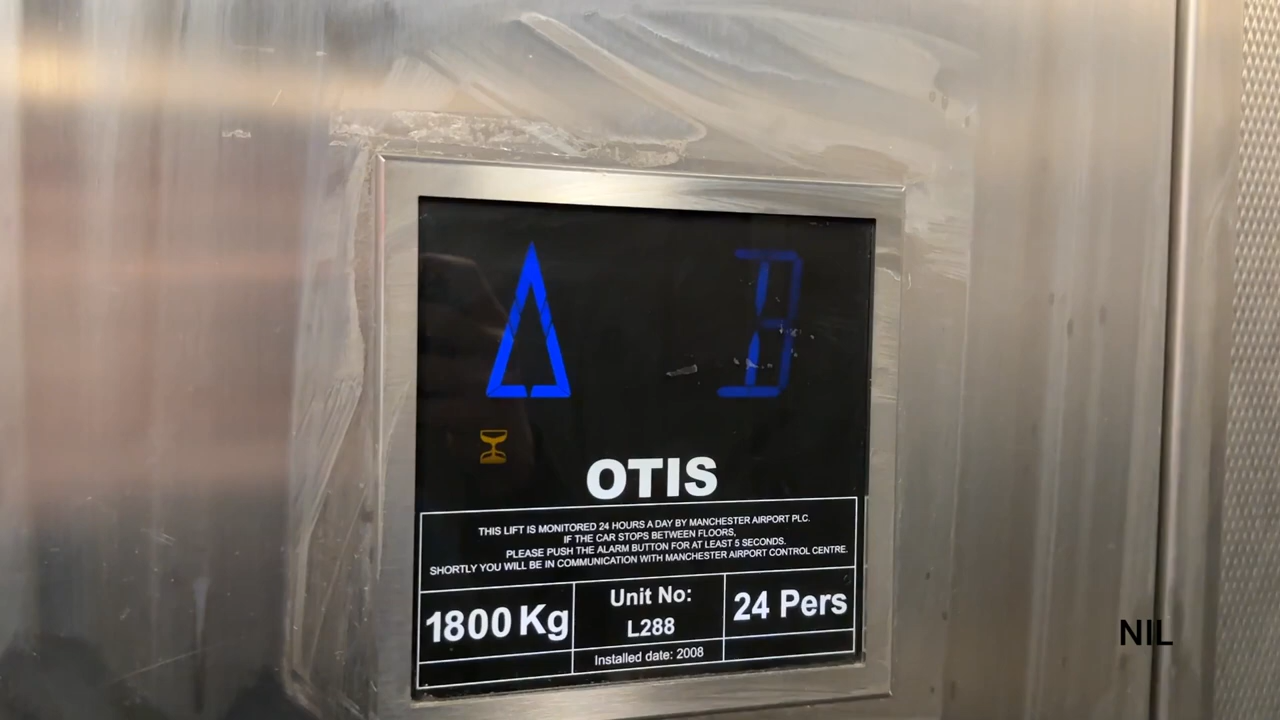 B
OTIS
THIS LIFT IS MONITORED 24 HOURS A DAY BY MANCHESTER AIRPORT PLC.
IF THE CAR STOPS BETWEEN FLOORS,
PLEASE PUSH THE ALARM BUTTON FOR AT LEAST 5 SECONDS.
SHORTLY YOU WILL BE IN COMMUNICATION WITH MANCHESTER AIRPORT CONTROL CENTRE.
1800 Kg
Unit No:
L288
24 Pers
Installed date: 2008
NIL